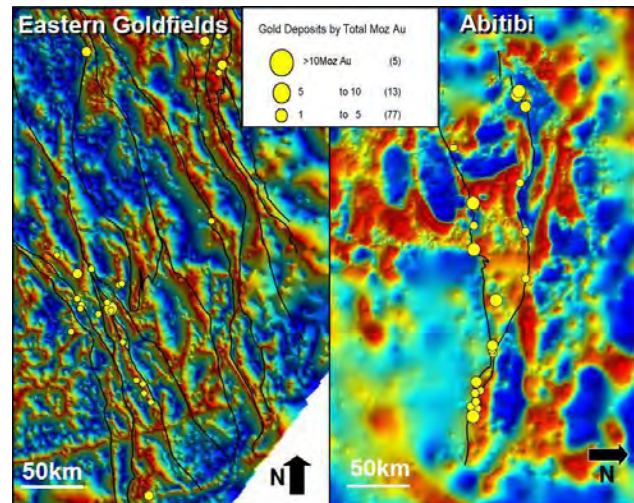 Eastern Goldfields
Gold Deposits by Total Moz Au
>10Moz Au (5)
5 to 10 (13)
1 to 5 (77)
Abitibi
50km
N
50km
N